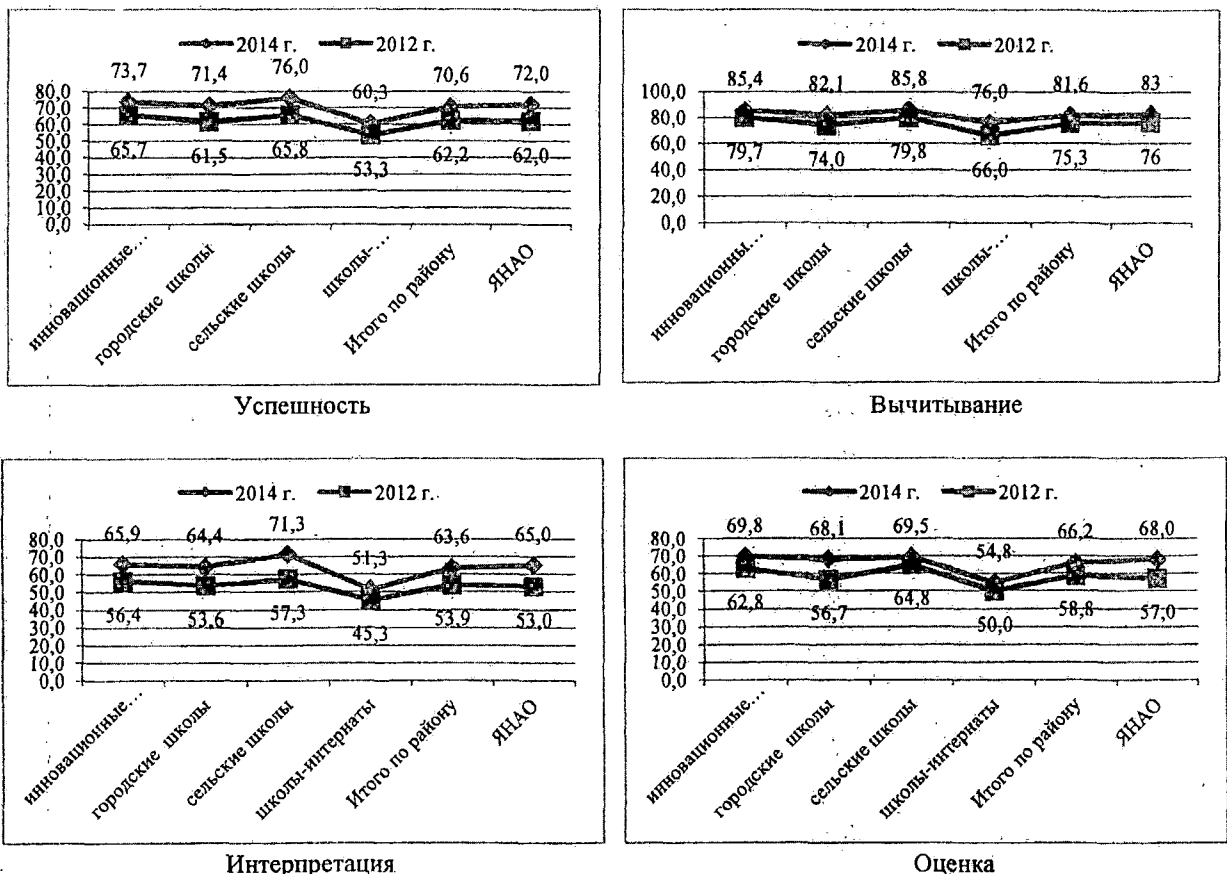 2014 г. 2012 г.
73,7 71,4 76,0 60,3 70,6 72,0
80,0
70,0
60,0
50,0
40,0
30,0
20,0
10,0
0,0
65,7 61,5 65,8 53,3 62,2 62,0
инновационные...
городские школы
сельские школы
школы-...
Итого по району
ЯНАО
Успешность
2014 г. 2012 г.
85,4 82,1 85,8 76,0 81,6 83
100,0
80,0
60,0
40,0
20,0
0,0
79,7 74,0 79,8 66,0 75,3 76
инновационны...
городские школы
сельские школы
школы-...
Итого по району
ЯНАО
Вычитывание
2014 г. 2012 г.
65,9 64,4 71,3 51,3 63,6 65,0
80,0
70,0
60,0
50,0
40,0
30,0
20,0
10,0
0,0
56,4 53,6 57,3 45,3 53,9 53,0
инновационные...
городские школы
сельские школы
школы-интернаты
Итого по району
ЯНАО
Интерпретация
2014 г. 2012 г.
69,8 68,1 69,5 54,8 66,2 68,0
80,0
70,0
60,0
50,0
40,0
30,0
20,0
10,0
0,0
62,8 56,7 64,8 50,0 58,8 57,0
инновационные...
городские школы
сельские школы
школы-интернаты
Итого по району
ЯНАО
Оценка